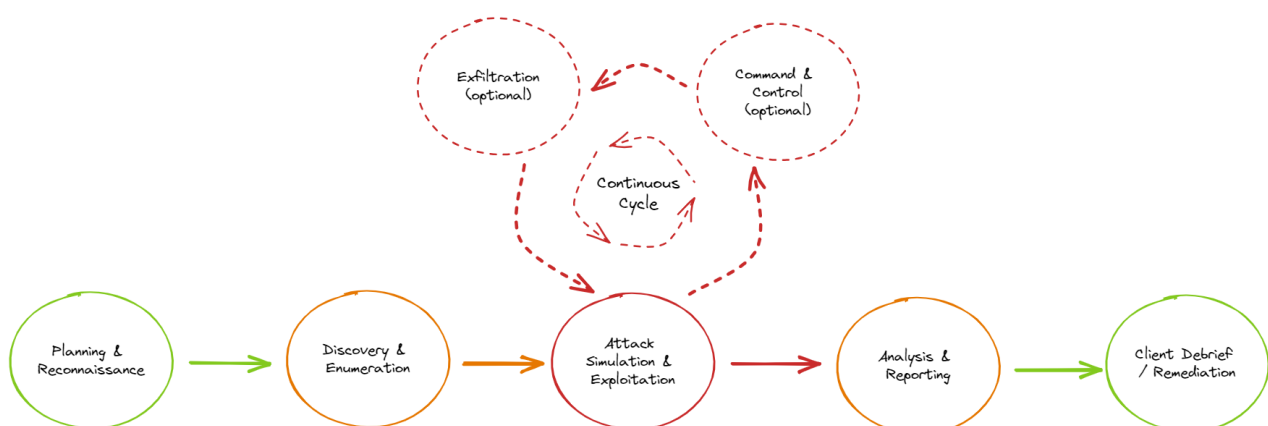 Exfiltration
(optional)
Command &
Control
(optional)
Continuous
Cycle
Planning &
Reconnaissance
Discovery &
Enumeration
Attack
Simulation &
Exploitation
Analysis &
Reporting
Client Debrief
/ Remediation